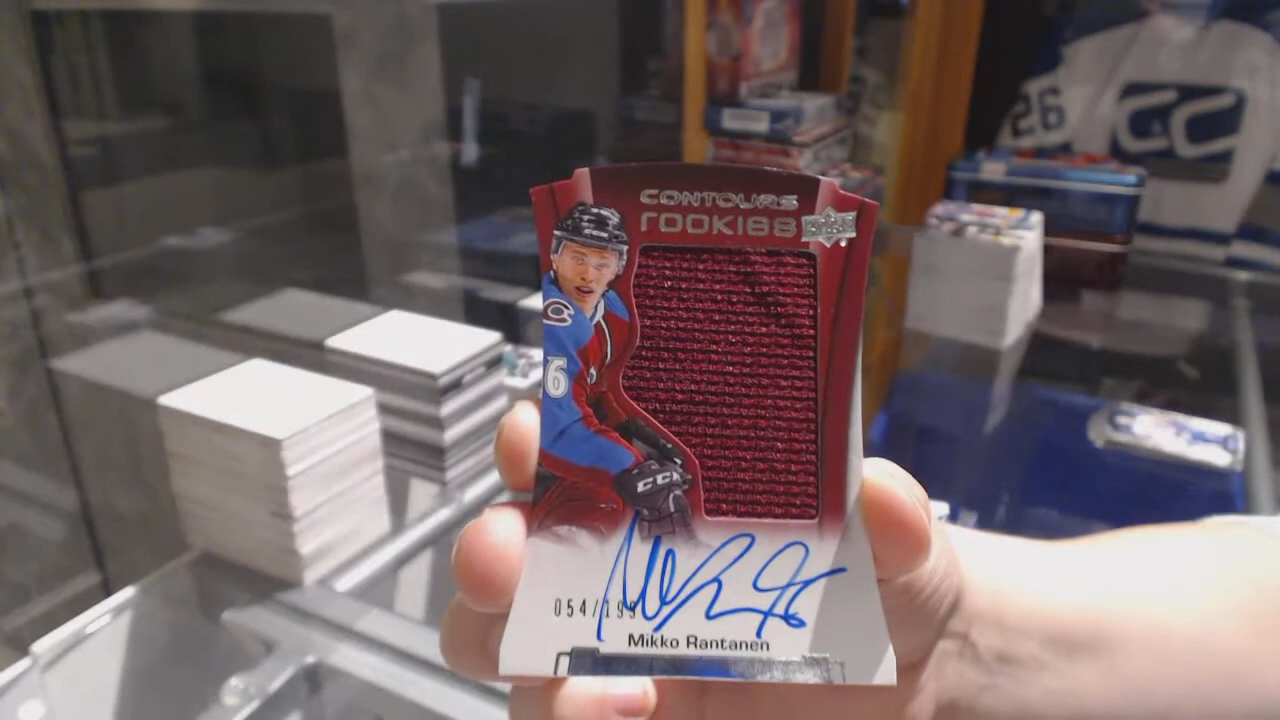 26
CONTOURS
ROOKIES
CCM
6
CCM
054/199
Mikko Rantanen